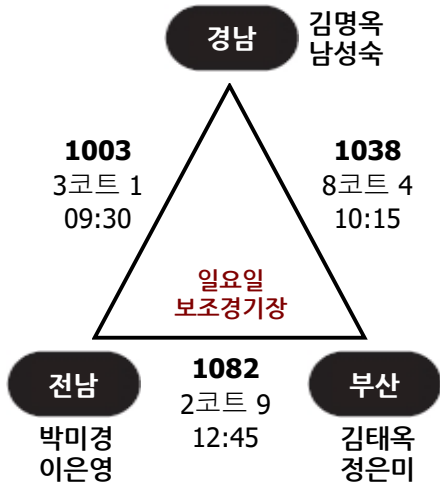 경남
김명옥
남성숙
1003
3코트 1
09:30
1038
8코트 4
10:15
일요일
보조경기장
전남
박미경
이은영
1082
2코트 9
12:45
부산
김태옥
정은미